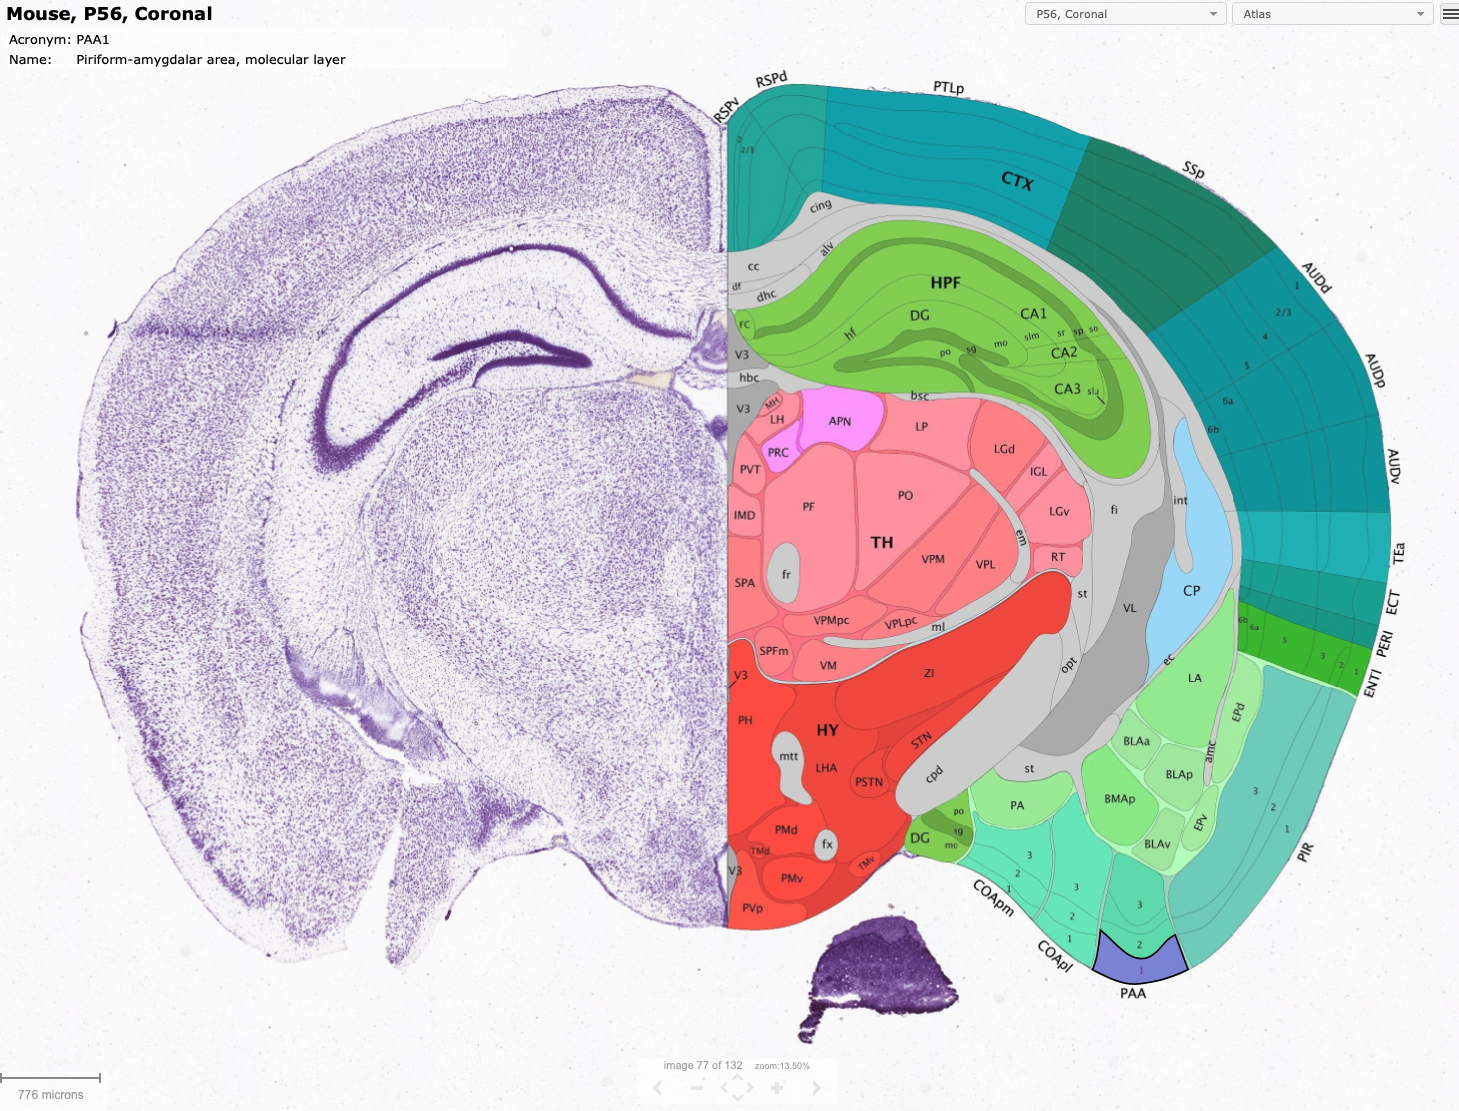 Mouse, P56, Coronal
P56, Coronal
Atlas
Acronym: PAA1
Name: Piriform-amygdalar area, molecular layer
RSPv
RSPd
PTLp
SSp
AUDd
AUDp
AUDv
TEa
ECT
PERI
ENTl
PIR
CTX
2
2/3
cing
cc
alv
df
dhc
HPF
1
2/3
4
5
6a
6b
FC
hf
DG
CA1
slm
sr
sp
so
V3
po
sg
mo
CA2
hbc
bsc
CA3
slu
V3
MH
LH
APN
LP
LGd
PRC
PVT
IGL
int
PF
PO
LGv
fi
IMD
em
TH
RT
VPM
VPL
SPA
fr
st
CP
VL
VPMpc
VPLpc
ml
6b
6a
5
3
2
1
SPFm
VM
opt
ec
V3
ZI
LA
PH
HY
STN
EPd
mtt
LHA
BLAa
amc
PSTN
cpd
st
BLAp
PA
BMAp
3
2
1
PMd
po
sg
mo
DG
EPv
fx
BLAv
TMd
TMv
V3
PMv
3
2
1
PVp
3
2
1
3
2
1
COApm
COApl
PAA
image 77 of 132 zoom:13.50%
776 microns